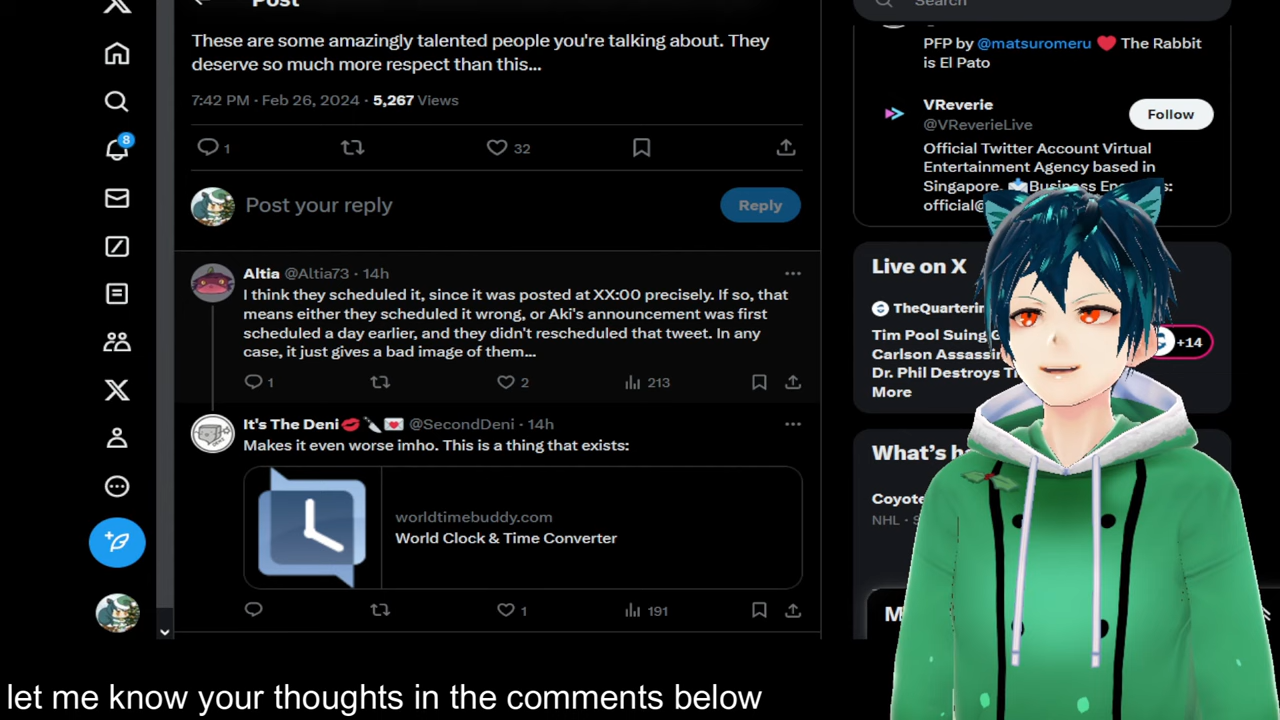 Post
Search
These are some amazingly talented people you're talking about. They
deserve so much more respect than this...
7:42 PM · Feb 26, 2024 · 5,267 Views
1
32
Post your reply
Reply
8
Altia @Altia73 · 14h
I think they scheduled it, since it was posted at XX:00 precisely. If so, that
means either they scheduled it wrong, or Aki's announcement was first
scheduled a day earlier, and they didn't rescheduled that tweet. In any
case, it just gives a bad image of them...
1
2
213
It's The Deni💋🔪💌 @SecondDeni · 14h
Makes it even worse imho. This is a thing that exists:
worldtimebuddy.com
World Clock & Time Converter
1
191
PFP by @matsuromeru ❤️ The Rabbit
is El Pato
VReverie
@VReverieLive
Follow
Official Twitter Account Virtual
Entertainment Agency based in
Singapore. 📩Business
official@
Live on X
TheQuartering
Tim Pool Suing
Carlson
Dr. Phil Destroys
More
+14
What's
Coyote
NHL ·
let me know your thoughts in the comments below